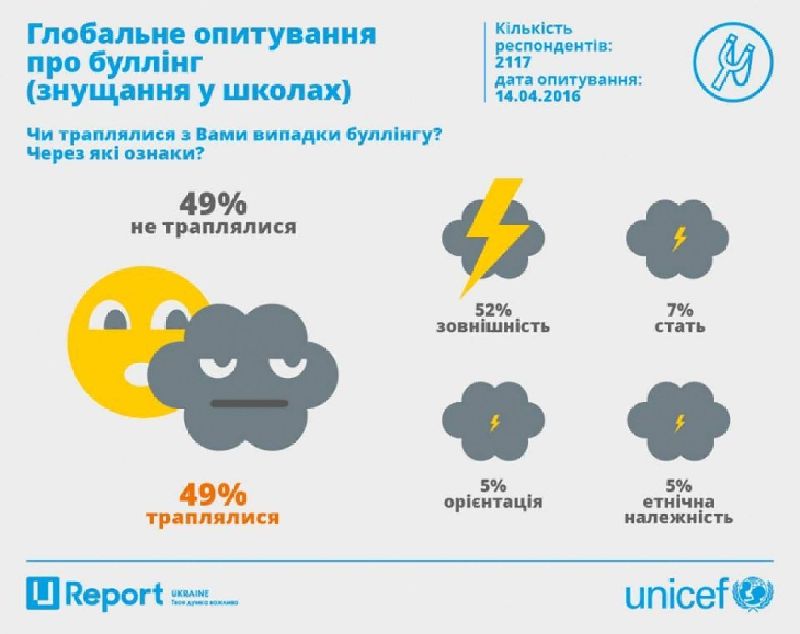 Глобальне опитування
про буллінг
(знущання у школах)
Кількість
респондентів:
2117
дата опитування:
14.04.2016
Чи траплялися з Вами випадки буллінгу?
Через які ознаки?
49%
не траплялися
49%
траплялися
52%
зовнішність
7%
стать
5%
орієнтація
5%
етнічна
належність
U Report
UKRAINE
Твоя думка важлива
unicef